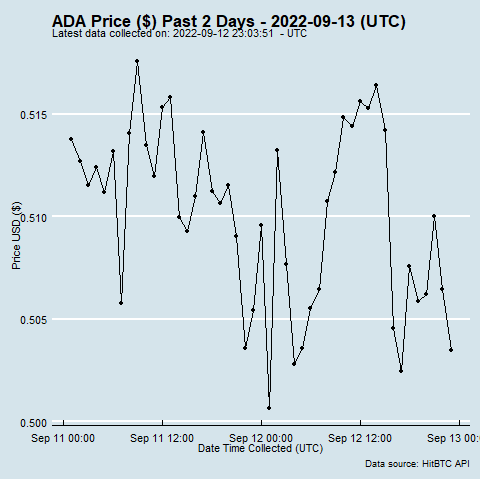 ADA Price ($) Past 2 Days - 2022-09-13 (UTC)
Latest data collected on: 2022-09-12 23:03:51 - UTC
0.515
0.510
0.505
0.500
Price USD ($)
Sep 11 00:00 Sep 11 12:00 Sep 12 00:00 Sep 12 12:00 Sep 13 00
Date Time Collected (UTC)
Data source: HitBTC API